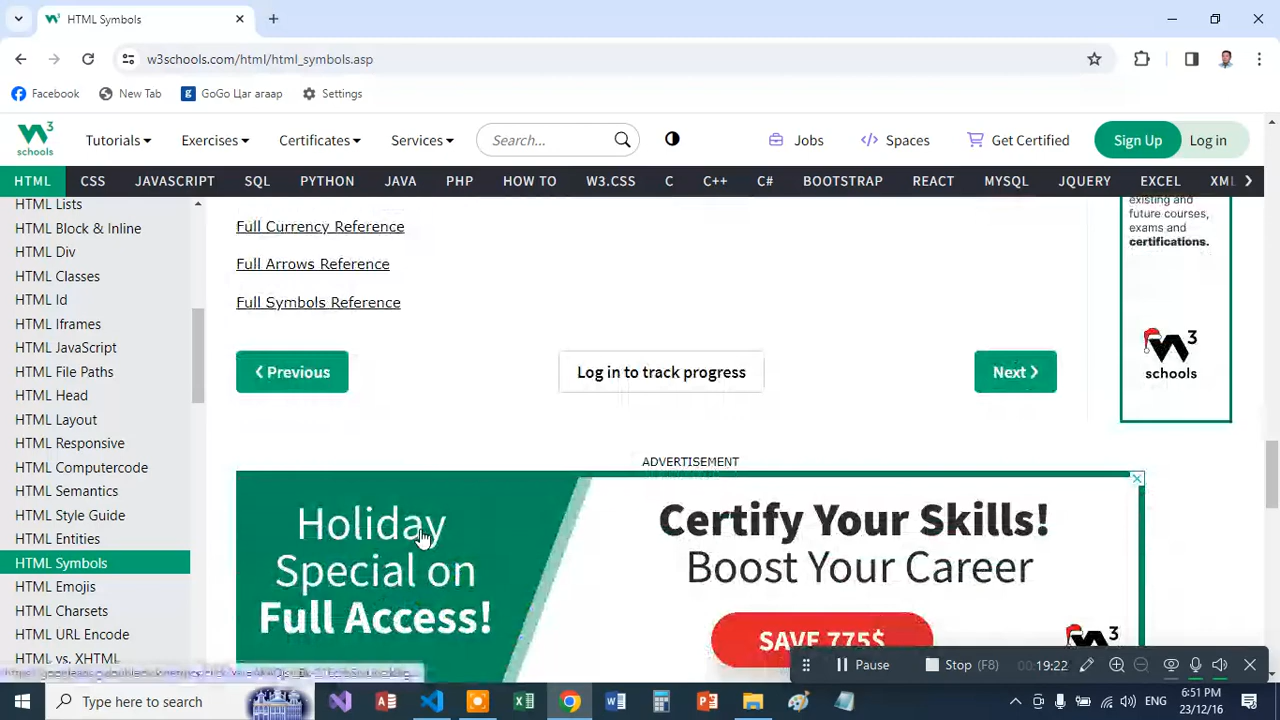 HTML Symbols
w3schools.com/html/html_symbols.asp
Facebook
New Tab
GoGo Цаг агаар
Settings
W3
schools
Tutorials
Exercises
Certificates
Services
Search...
Jobs
Spaces
Get Certified
Sign Up
Log in
HTML
CSS
JAVASCRIPT
SQL
PYTHON
JAVA
PHP
HOW TO
W3.CSS
C
C++
C#
BOOTSTRAP
REACT
MYSQL
JQUERY
EXCEL
XML
HTML Lists
HTML Block & Inline
HTML Div
HTML Classes
HTML Id
HTML Iframes
HTML JavaScript
HTML File Paths
HTML Head
HTML Layout
HTML Responsive
HTML Computercode
HTML Semantics
HTML Style Guide
HTML Entities
HTML Symbols
HTML Emojis
HTML Charsets
HTML URL Encode
HTML vs. XHTML
Full Currency Reference
Full Arrows Reference
Full Symbols Reference
❮ Previous
Log in to track progress
Next ❯
existing and
future courses,
exams and
certifications.
W3
schools
ADVERTISEMENT
Holiday
Special on
Full Access!
Certify Your Skills!
Boost Your Career
SAVE 775$
W3
Pause
Stop (F8)
00:19:22
Type here to search
ENG
6:51 PM
23/12/16